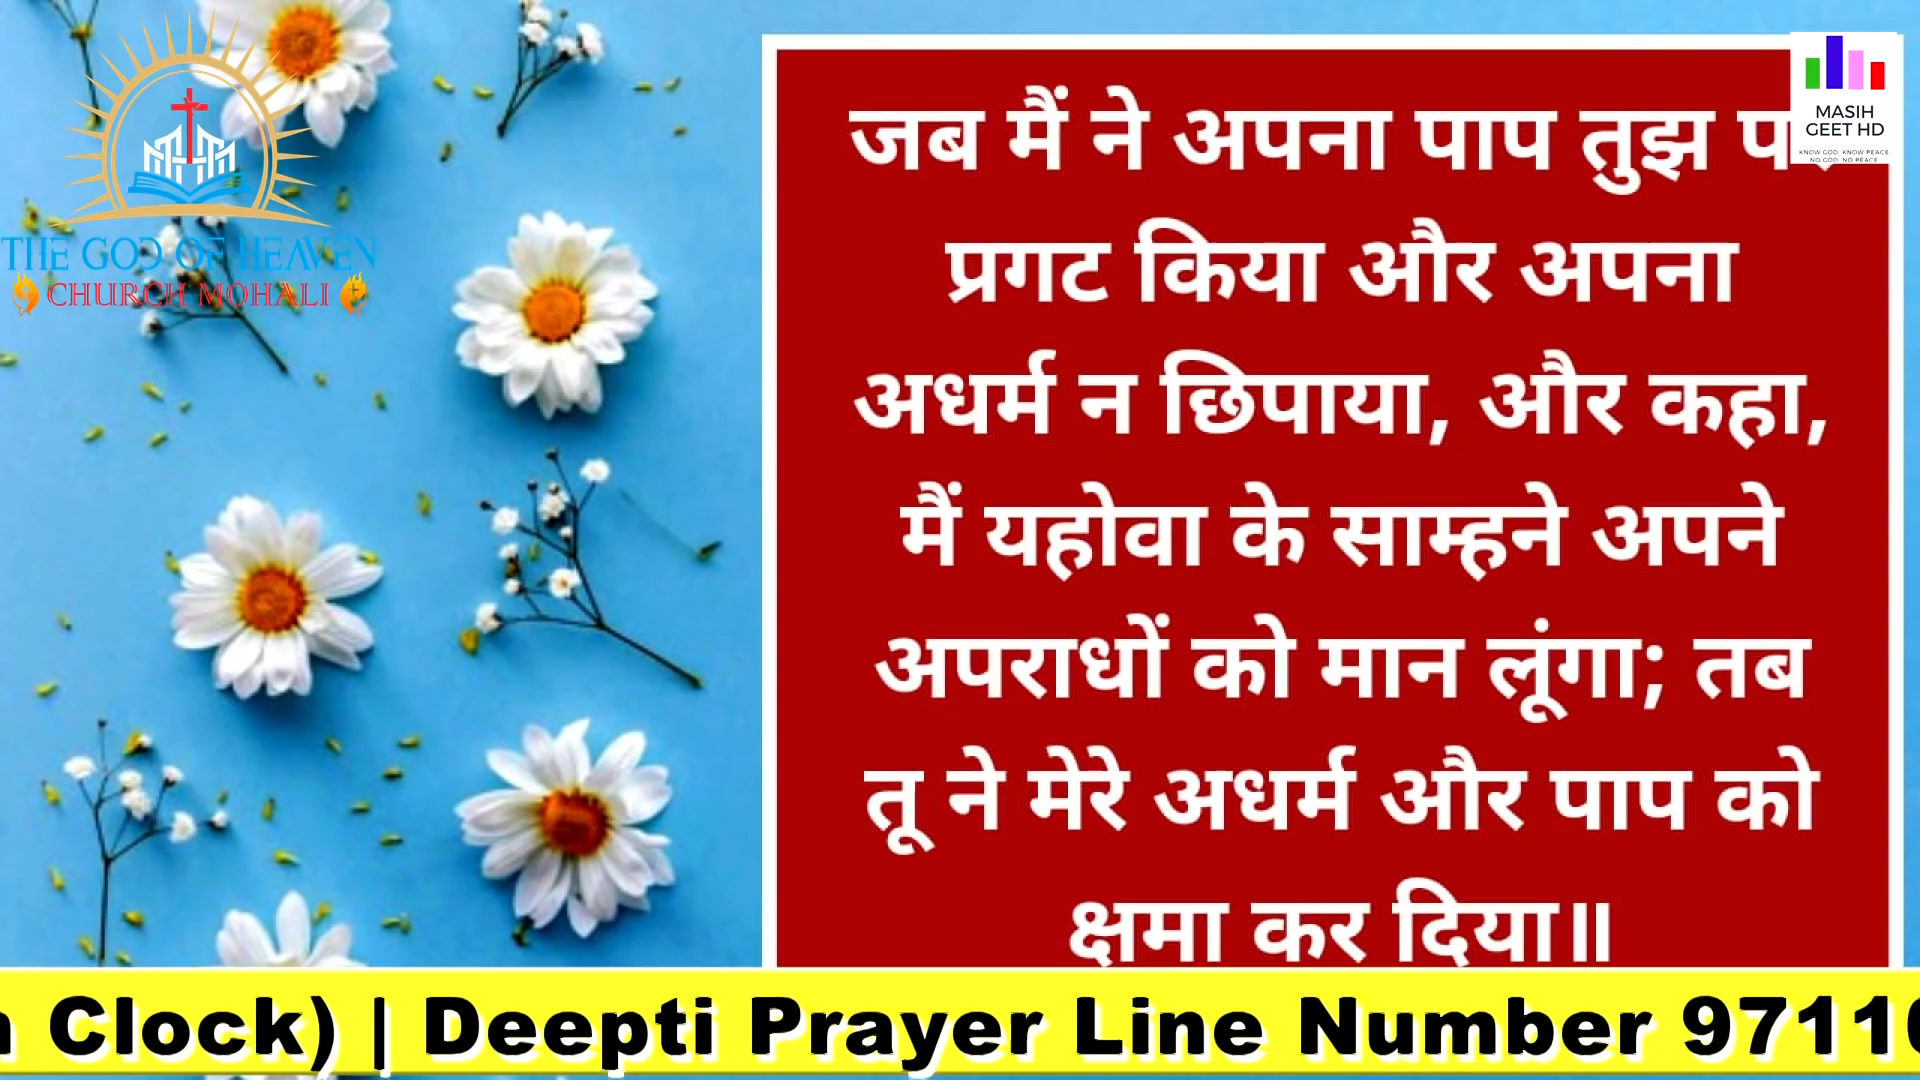 THE GOD OF HEAVEN
CHURCH MOHALI
जब मैं ने अपना पाप तुझ
प्रगट किया और अपना
अधर्म न छिपाया, और कहा,
मैं यहोवा के साम्हने अपने
अपराधों को मान लूंगा; तब
तू ने मेरे अधर्म और पाप को
क्षमा कर दिया॥
MASIH
GEET HD
KNOW GOD. KNOW PEACE.
NO GOD. NO PEACE
Clock) | Deepti Prayer Line Number 9711